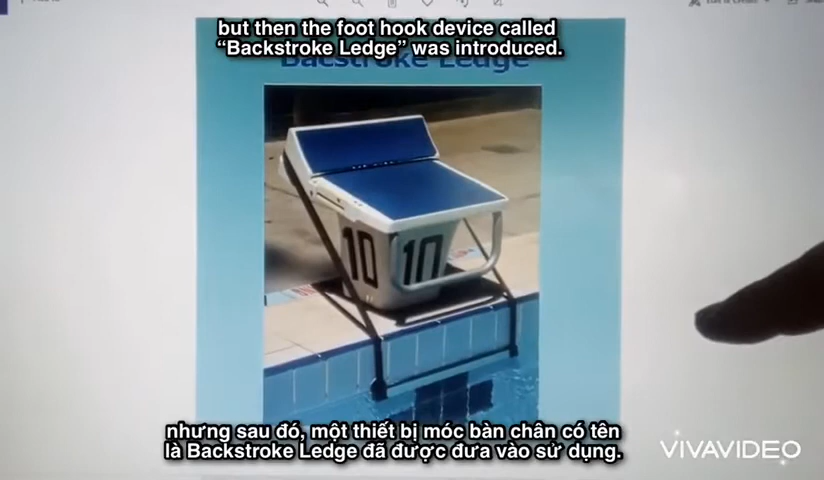 but then the foot hook device called
“Backstroke Ledge” was introduced.
Bacstroke Ledge
10
10
nhưng sau đó, một thiết bị móc bàn chân có tên
là Backstroke Ledge đã được đưa vào sử dụng.
VIVAVIDEO